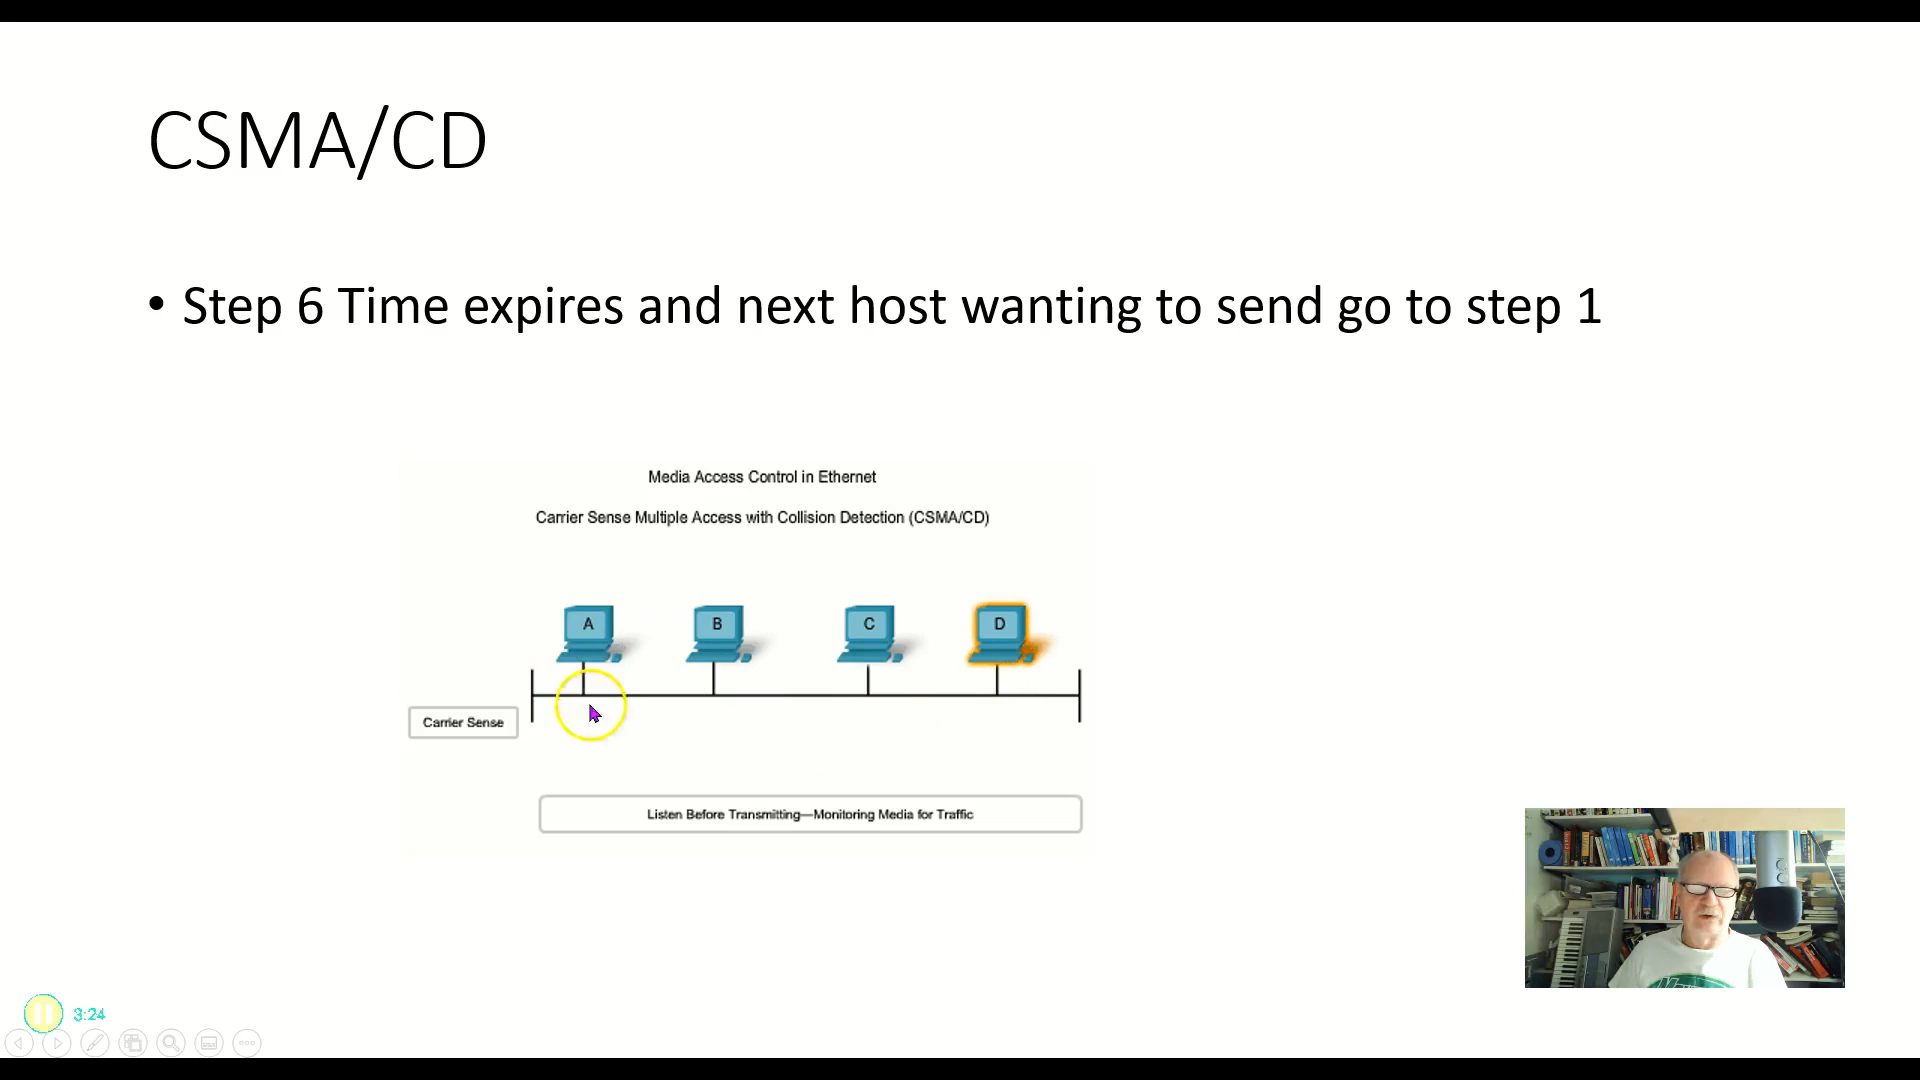 CSMA/CD
• Step 6 Time expires and next host wanting to send go to step 1
Media Access Control in Ethernet
Carrier Sense Multiple Access with Collision Detection (CSMA/CD)
A B C D
Carrier Sense
Listen Before Transmitting—Monitoring Media for Traffic
3:24